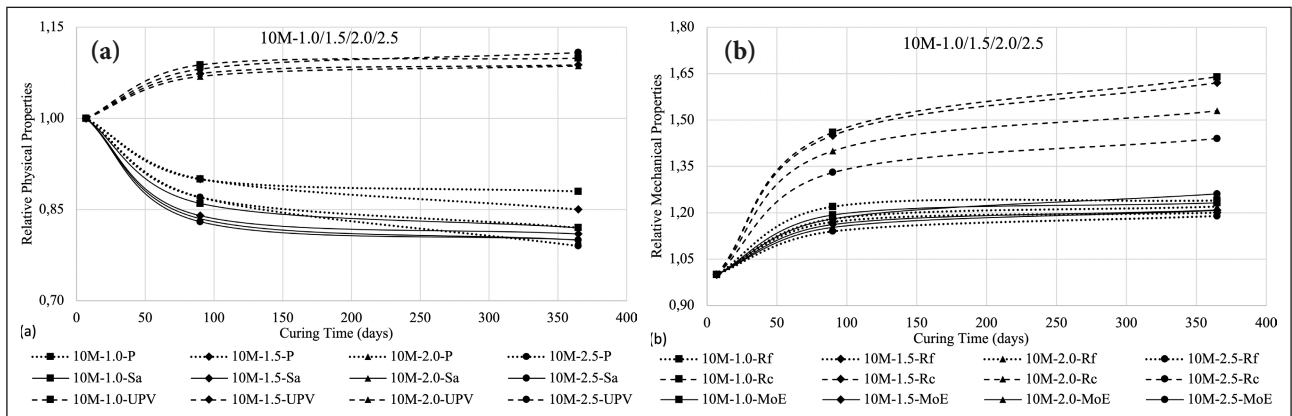 (a)
10M-1.0/1.5/2.0/2.5
Relative Physical Properties
1,15
1,00
0,85
0,70
0 50 100 150 200 250 300 350 400
(a)
Curing Time (days)
10M-1.0-P 10M-1.5-P 10M-2.0-P 10M-2.5-P
10M-1.0-Sa 10M-1.5-Sa 10M-2.0-Sa 10M-2.5-Sa
10M-1.0-UPV 10M-1.5-UPV 10M-2.0-UPV 10M-2.5-UPV
(b)
10M-1.0/1.5/2.0/2.5
Relative Mechanical Properties
1,80
1,65
1,50
1,35
1,20
1,05
0,90
0 50 100 150 200 250 300 350 400
(b)
Curing Time (days)
10M-1.0-Rf 10M-1.5-Rf 10M-2.0-Rf 10M-2.5-Rf
10M-1.0-Rc 10M-1.5-Rc 10M-2.0-Rc 10M-2.5-Rc
10M-1.0-MoE 10M-1.5-MoE 10M-2.0-MoE 10M-2.5-MoE